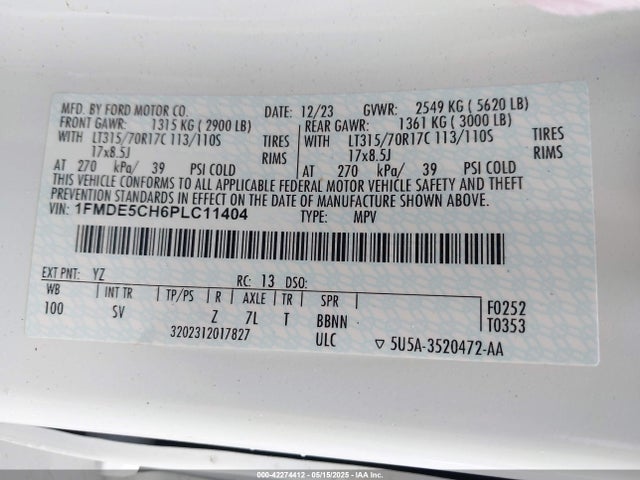 MFD. BY FORD MOTOR CO. DATE: 12/23 GVWR: 2549 KG ( 5620 LB)
FRONT GAWR: 1315 KG ( 2900 LB) REAR GAWR: 1361 KG ( 3000 LB)
WITH LT315/70R17C 113/110S TIRES WITH LT315/70R17C 113/110S TIRES
17x8.5J RIMS 17x8.5J RIMS
AT 270 kPa/ 39 PSI COLD AT 270 kPa/ 39 PSI COLD
THIS VEHICLE CONFORMS TO ALL APPLICABLE FEDERAL MOTOR VEHICLE SAFETY AND THEFT
PREVENTION STANDARDS IN EFFECT ON THE DATE OF MANUFACTURE SHOWN ABOVE.
VIN: 1FMDE5CH6PLC11404 TYPE: MPV
EXT PNT: YZ RC: 13 DSO:
WB INT TR TP/PS R AXLE TR SPR F0252
100 SV Z 7L T BBNN T0353
3202312017827 ULC ▽ 5U5A-3520472-AA
000-42274412 - 05/15/2025 - IAAI.com